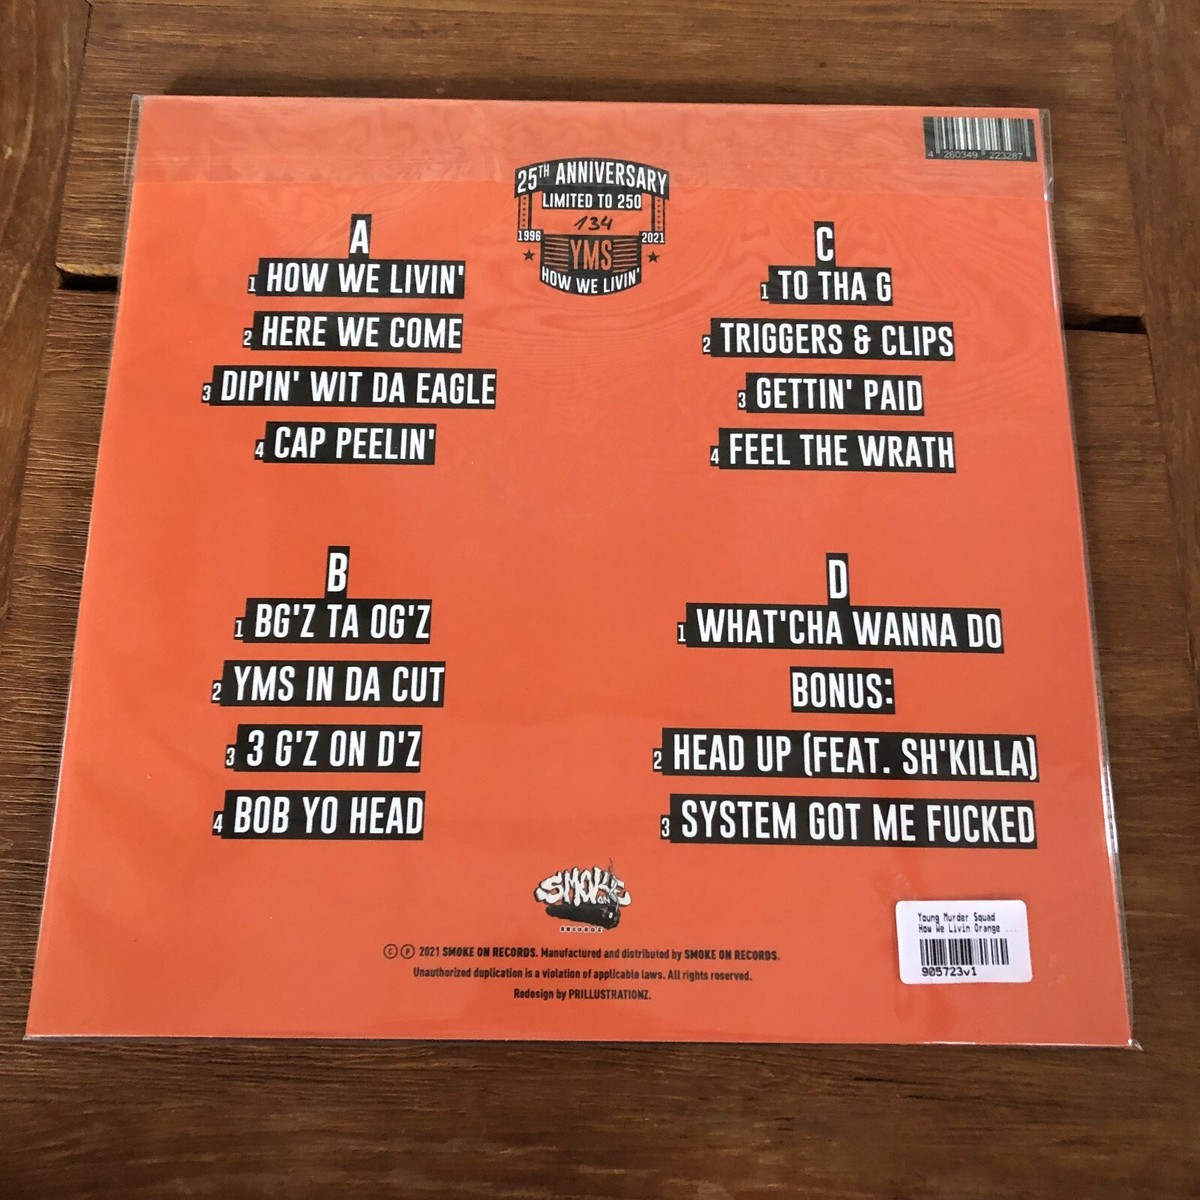 4 260349 223287
25TH ANNIVERSARY
LIMITED TO 250
134
1996 2021
YMS
HOW WE LIVIN'
A
1 HOW WE LIVIN'
2 HERE WE COME
3 DIPIN' WIT DA EAGLE
4 CAP PEELIN'
C
1 TO THA G
2 TRIGGERS & CLIPS
3 GETTIN' PAID
4 FEEL THE WRATH
B
1 BG'Z TA OG'Z
2 YMS IN DA CUT
3 3 G'Z ON D'Z
4 BOB YO HEAD
D
1 WHAT'CHA WANNA DO
BONUS:
2 HEAD UP (FEAT. SH'KILLA)
3 SYSTEM GOT ME FUCKED
SMOKE
ON
RECORDS
© ℗ 2021 SMOKE ON RECORDS. Manufactured and distributed by SMOKE ON RECORDS.
Unauthorized duplication is a violation of applicable laws. All rights reserved.
Redesign by PRILLUSTRATIONZ.
Young Murder Squad
How We Livin Orange ...
905723v1